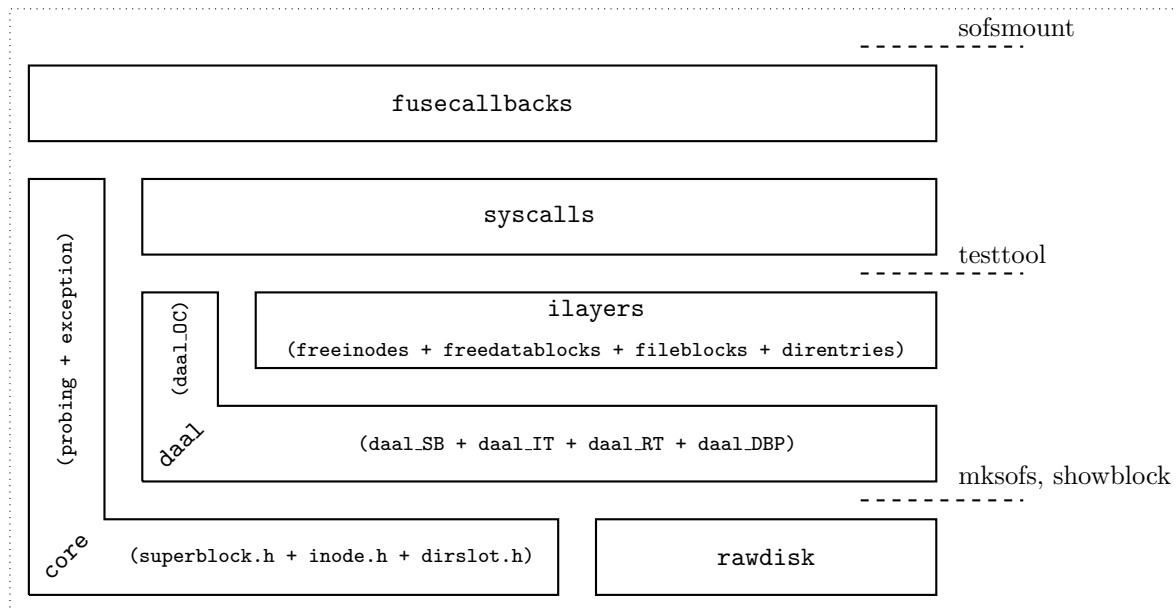 sofsmount
fusecallbacks
syscalls
testtool
(probing + exception)
(daal_OC)
ilayers
(freeinodes + freedatablocks + fileblocks + direntries)
daal
(daal_SB + daal_IT + daal_RT + daal_DBP)
mksofs, showblock
core
(superblock.h + inode.h + dirslot.h)
rawdisk